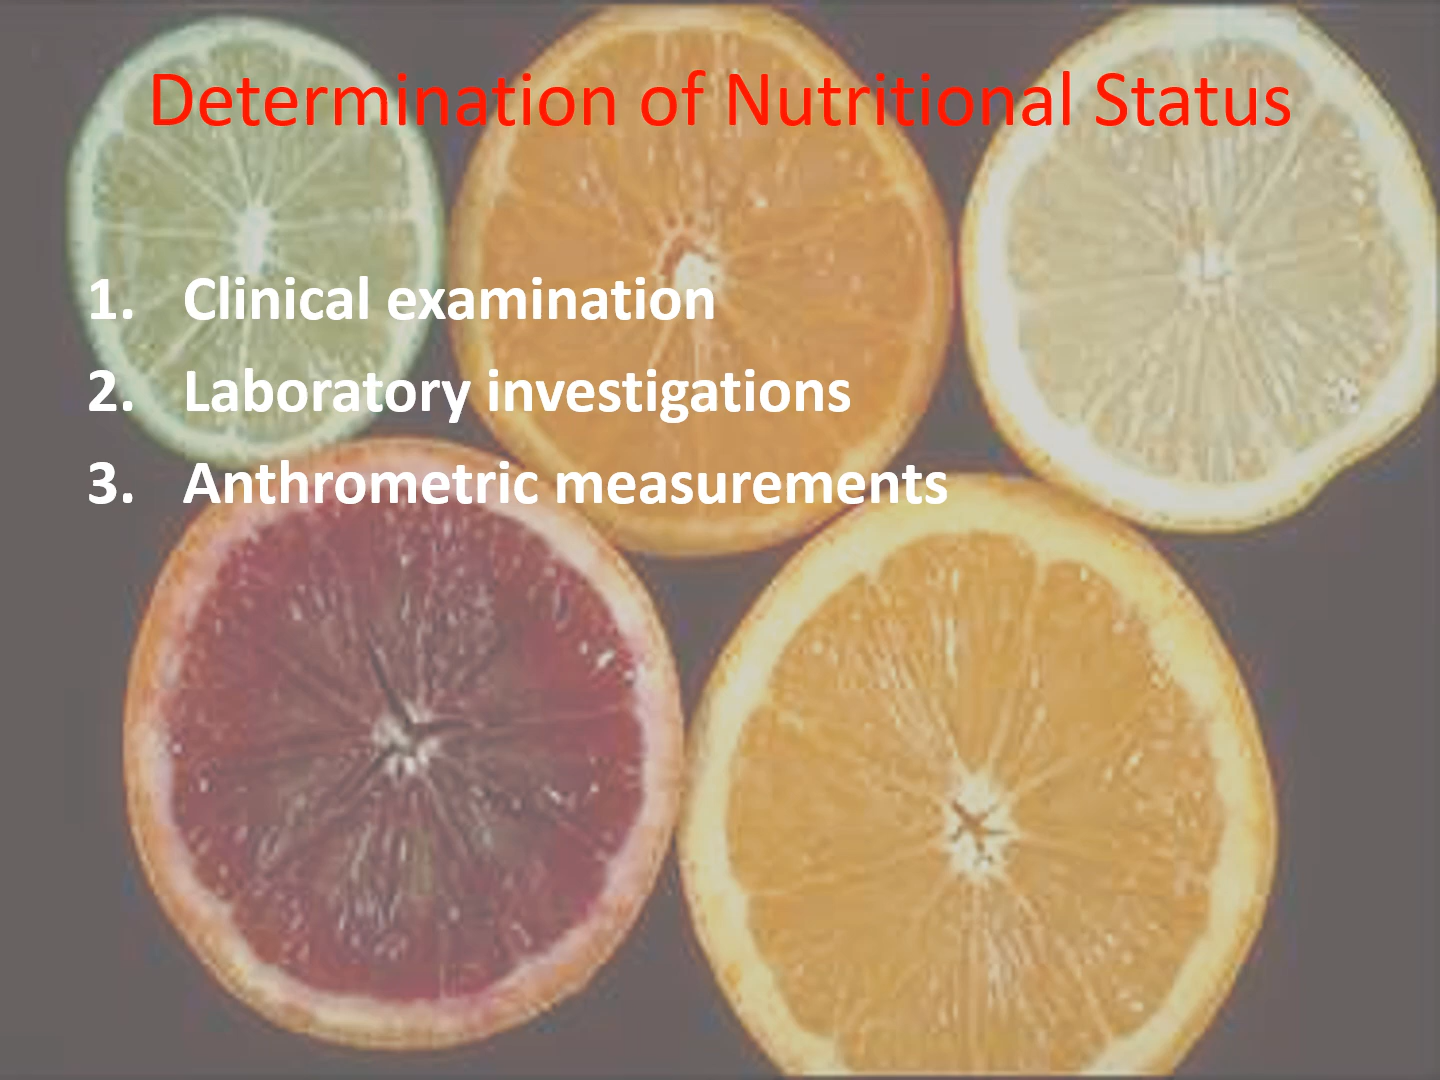 Determination of Nutritional Status
1. Clinical examination
2. Laboratory investigations
3. Anthrometric measurements